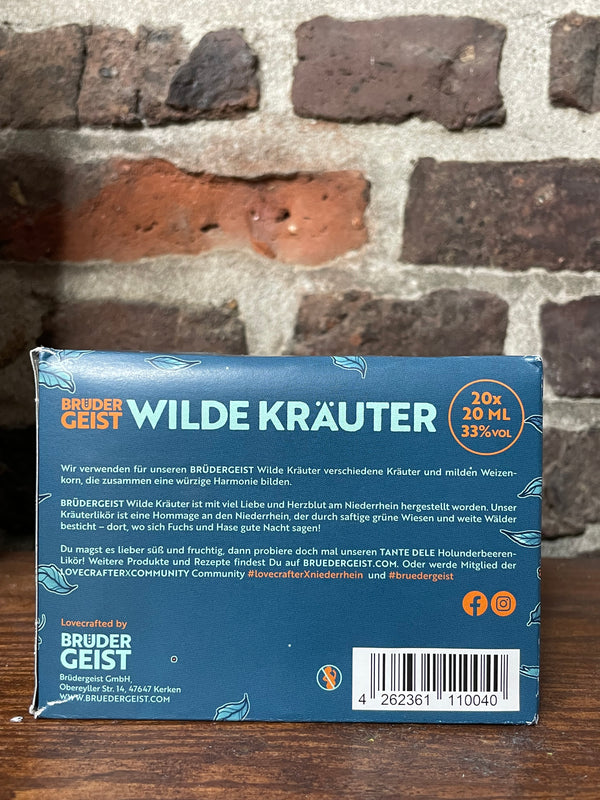 BRÜDER
GEIST
WILDE KRÄUTER
20x
20 ML
33%VOL
Wir verwenden für unseren BRÜDERGEIST Wilde Kräuter verschiedene Kräuter und milden Weizen-
korn, die zusammen eine würzige Harmonie bilden.
BRÜDERGEIST Wilde Kräuter ist mit viel Liebe und Herzblut am Niederrhein hergestellt worden. Unser
Kräuterlikör ist eine Hommage an den Niederrhein, der durch saftige grüne Wiesen und weite Wälder
besticht – dort, wo sich Fuchs und Hase gute Nacht sagen!
Du magst es lieber süß und fruchtig, dann probiere doch mal unseren TANTE DELE Holunderbeeren-
Likör! Weitere Produkte und Rezepte findest Du auf BRUEDERGEIST.COM. Oder werde Mitglied der
LOVECRAFTERXCOMMUNITY Community #lovecrafterXniederrhein und #bruedergeist
Lovecrafted by
BRÜDER
GEIST
Brüdergeist GmbH,
Obereyller Str. 14, 47647 Kerken
WWW.BRUEDERGEIST.COM
4 262361 110040